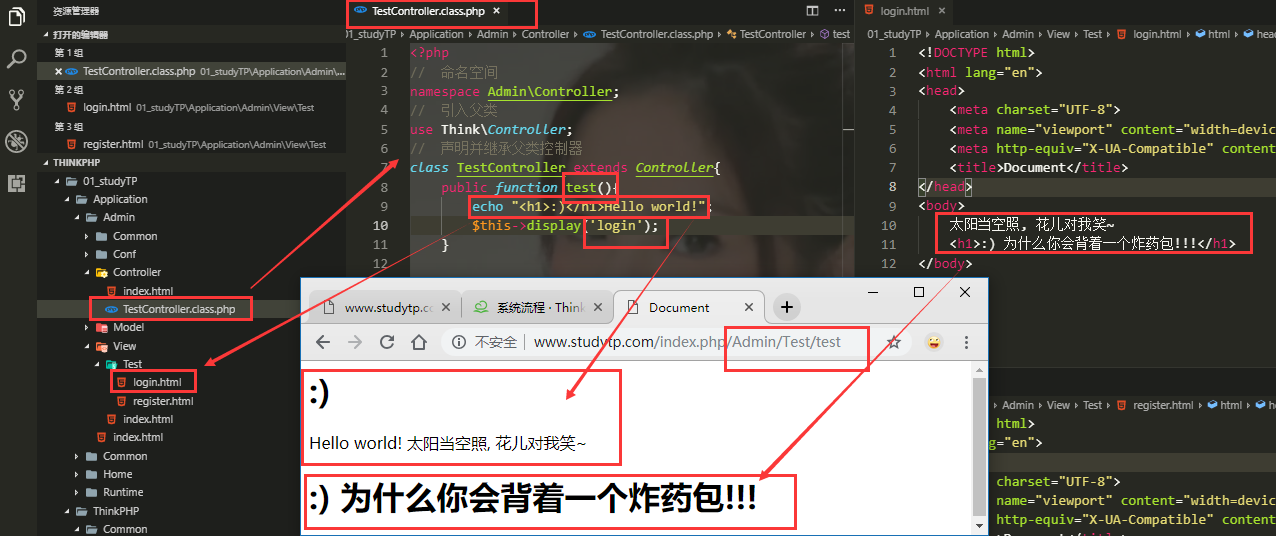 资源管理器
打开的编辑器
第 1 组
TestController.class.php 01_studyTP\Application\Admin\...
第 2 组
login.html 01_studyTP\Application\Admin\View\Test
第 3 组
register.html 01_studyTP\Application\Admin\View\Test
THINKPHP
01_studyTP
Application
Admin
Common
Conf
Controller
index.html
TestController.class.php
Model
View
Test
login.html
register.html
index.html
index.html
Common
Home
Runtime
ThinkPHP
Common
TestController.class.php
01_studyTP Application Admin Controller TestController.class.php TestController test
1 <?php
2 // 命名空间
3 namespace Admin\Controller;
4 // 引入父类
5 use Think\Controller;
6 // 声明并继承父类控制器
7 class TestController extends Controller{
8 public function test(){
9 echo "<h1>:)</hi>Hello world!";
10 $this->display('login');
11 }
12
login.html
01_studyTP Application Admin View Test login.html html head
1 <!DOCTYPE html>
2 <html lang="en">
3 <head>
4 <meta charset="UTF-8">
5 <meta name="viewport" content="width=devic
6 <meta http-equiv="X-UA-Compatible" content
7 <title>Document</title>
8 </head>
9 <body>
10 太阳当空照, 花儿对我笑~
11 <h1>:) 为什么你会背着一个炸药包!!!</h1>
12 </body>
www.studytp.co
系统流程 · Think
Document
不安全 www.studytp.com/index.php/Admin/Test/test
:)
Hello world! 太阳当空照, 花儿对我笑~
:) 为什么你会背着一个炸药包!!!
Admin View Test register.html html
html>
="en">
charset="UTF-8">
name="viewport" content="width=devic
http-equiv="X-UA-Compatible" content